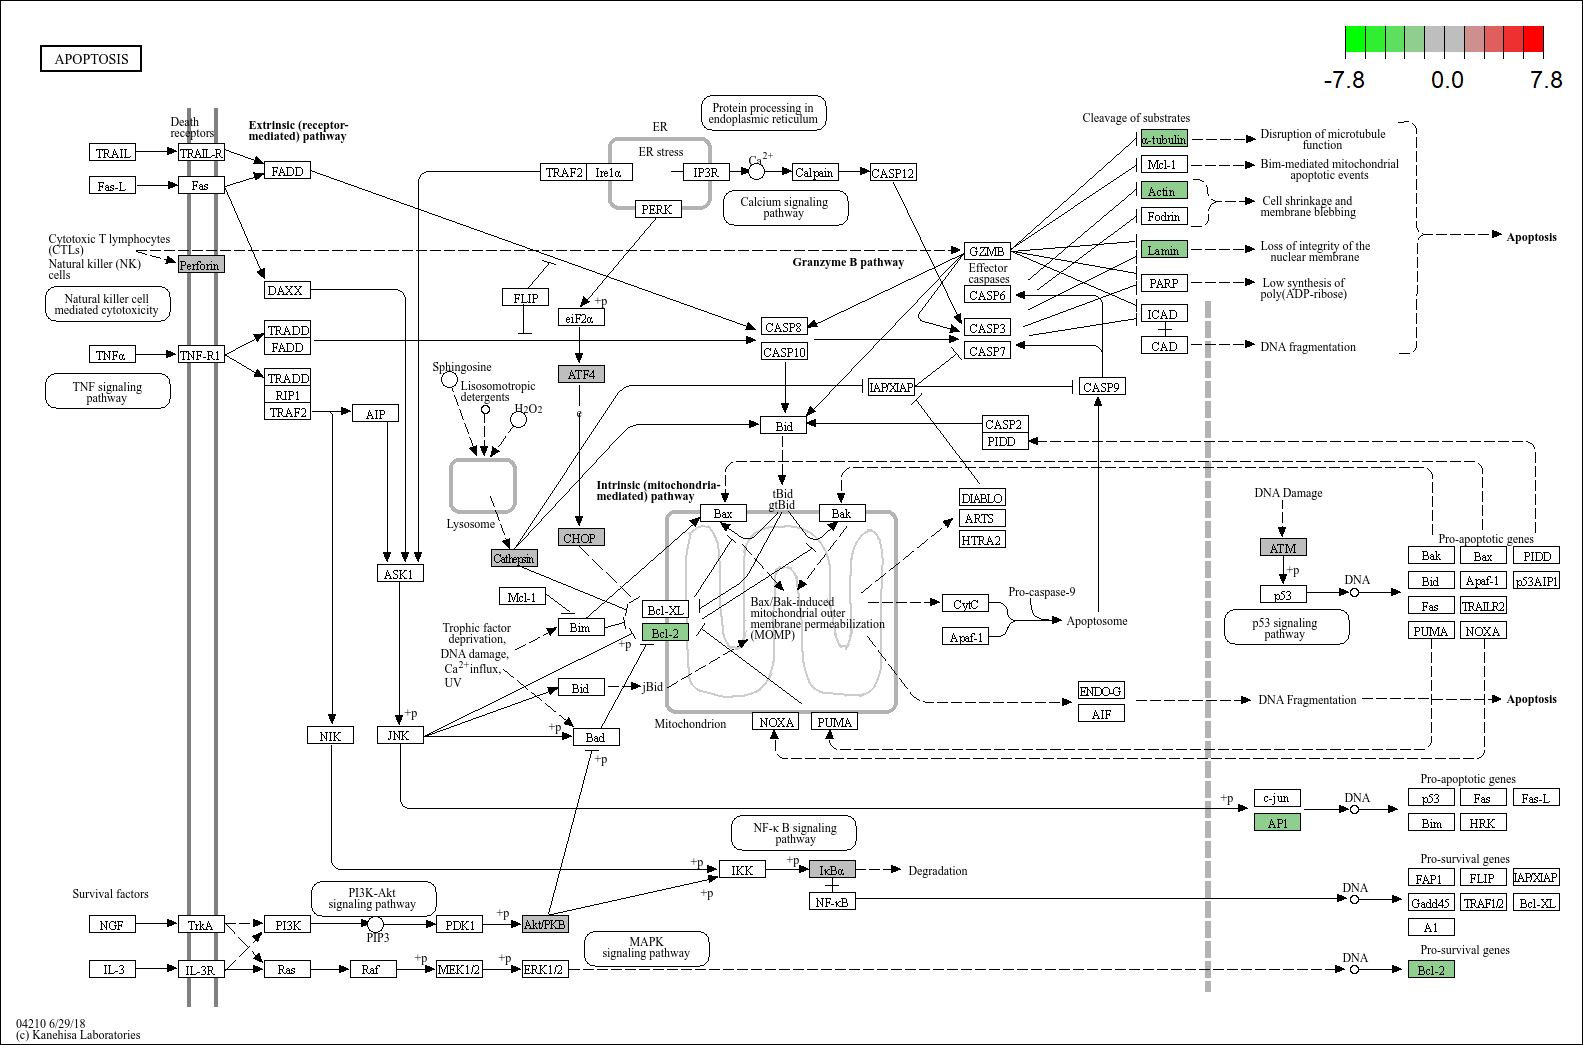 APOPTOSIS
-7.8 0.0 7.8
Death
receptors
Extrinsic (receptor-
mediated) pathway
TRAIL
TRAIL-R
Fas-L
Fas
FADD
Cytotoxic T lymphocytes
(CTLs)
Natural killer (NK)
cells
Perforin
Natural killer cell
mediated cytotoxicity
DAXX
TNFα
TNF-R1
TRADD
FADD
TRADD
RIP1
TRAF2
AIP
TNF signaling
pathway
ER
ER stress
Protein processing in
endoplasmic reticulum
TRAF2
Ire1α
IP3R
Ca2+
Calpain
CASP12
PERK
Calcium signaling
pathway
FLIP
+p
eiF2α
ATF4
e
CHOP
Granzyme B pathway
GZMB
Effector
caspases
CASP6
CASP3
CASP7
CASP8
CASP10
IAP/XIAP
CASP9
Bid
CASP2
PIDD
Cleavage of substrates
α-tubulin
Mcl-1
Actin
Fodrin
Lamin
PARP
ICAD
CAD
Disruption of microtubule
function
Bim-mediated mitochondrial
apoptotic events
Cell shrinkage and
membrane blebbing
Loss of integrity of the
nuclear membrane
Low synthesis of
poly(ADP-ribose)
DNA fragmentation
Apoptosis
Sphingosine
Lisosomotropic
detergents
H2O2
Lysosome
Cathepsin
Intrinsic (mitochondria-
mediated) pathway
tBid
gtBid
Bax
Bak
DIABLO
ARTS
HTRA2
ASK1
Mcl-1
Bim
Bcl-XL
Bcl-2
+p
Bax/Bak-induced
mitochondrial outer
membrane permeabilization
(MOMP)
CytC
Apaf-1
Pro-caspase-9
Apoptosome
Trophic factor
deprivation,
DNA damage,
Ca2+influx,
UV
Bid
jBid
Mitochondrion
NOXA
PUMA
ENDO-G
AIF
DNA Fragmentation
Apoptosis
NIK
+p
JNK
+p
Bad
+p
DNA Damage
ATM
+p
p53
DNA
p53 signaling
pathway
Pro-apoptotic genes
Bak
Bax
PIDD
Bid
Apaf-1
p53AIP1
Fas
TRAILR2
PUMA
NOXA
+p
c-jun
AP1
DNA
Pro-apoptotic genes
p53
Fas
Fas-L
Bim
HRK
NF-κ B signaling
pathway
+p
IKK
+p
IκBα
Degradation
+p
NF-κB
DNA
Pro-survival genes
FAP1
FLIP
IAP/XIAP
Gadd45
TRAF1/2
Bcl-XL
A1
Survival factors
PI3K-Akt
signaling pathway
NGF
TrkA
PI3K
PIP3
PDK1
+p
Akt/PKB
MAPK
signaling pathway
IL-3
IL-3R
Ras
Raf
+p
MEK1/2
+p
ERK1/2
DNA
Pro-survival genes
Bcl-2
04210 6/29/18
(c) Kanehisa Laboratories